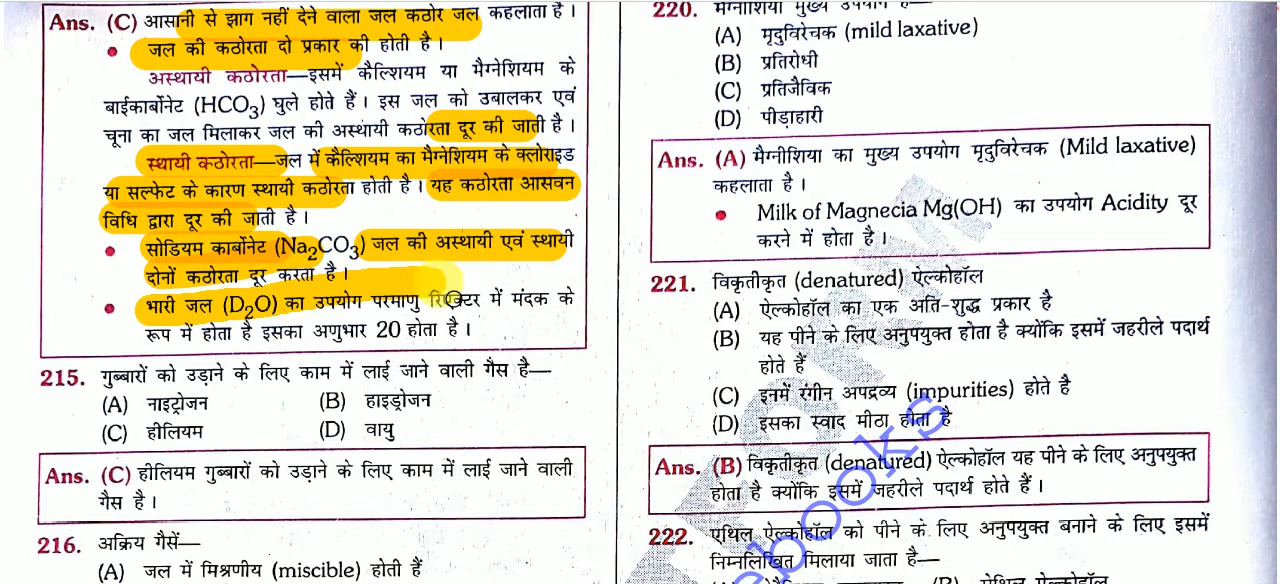 Ans. (C) आसानी से झाग नहीं देने वाला जल कठोर जल कहलाता है।
● जल की कठोरता दो प्रकार की होती है।
अस्थायी कठोरता—इसमें कैल्शियम या मैग्नेशियम के
बाईकार्बोनेट (HCO₃) घुले होते हैं। इस जल को उबालकर एवं
चूना का जल मिलाकर जल की अस्थायी कठोरता दूर की जाती है।
स्थायी कठोरता—जल में कैल्शियम का मैग्नेशियम के क्लोराइड
या सल्फेट के कारण स्थायी कठोरता होती है। यह कठोरता आसवन
विधि द्वारा दूर की जाती है।
● सोडियम कार्बोनेट (Na₂CO₃) जल की अस्थायी एवं स्थायी
दोनों कठोरता दूर करता है।
● भारी जल (D₂O) का उपयोग परमाणु रिएक्टर में मंदक के
रूप में होता है इसका अणुभार 20 होता है।
215. गुब्बारों को उड़ाने के लिए काम में लाई जाने वाली गैस है—
(A) नाइट्रोजन (B) हाइड्रोजन
(C) हीलियम (D) वायु
Ans. (C) हीलियम गुब्बारों को उड़ाने के लिए काम में लाई जाने वाली
गैस है।
216. अक्रिय गैसें—
(A) जल में मिश्रणीय (miscible) होती हैं
220. मैग्नीशिया मुख्य उपयोग है—
(A) मृदुविरेचक (mild laxative)
(B) प्रतिरोधी
(C) प्रतिजैविक
(D) पीड़ाहारी
Ans. (A) मैग्नीशिया का मुख्य उपयोग मृदुविरेचक (Mild laxative)
कहलाता है।
● Milk of Magnecia Mg(OH) का उपयोग Acidity दूर
करने में होता है।
221. विकृतीकृत (denatured) ऐल्कोहॉल
(A) ऐल्कोहॉल का एक अति-शुद्ध प्रकार है
(B) यह पीने के लिए अनुपयुक्त होता है क्योंकि इसमें जहरीले पदार्थ
होते हैं
(C) इनमें रंगीन अपद्रव्य (impurities) होते है
(D) इसका स्वाद मीठा होता है
Ans. (B) विकृतीकृत (denatured) ऐल्कोहॉल यह पीने के लिए अनुपयुक्त
होता है क्योंकि इसमें जहरीले पदार्थ होते हैं।
222. एथिल ऐल्कोहॉल को पीने के लिए अनुपयुक्त बनाने के लिए इसमें
निम्नलिखित मिलाया जाता है—
(B) मेथिल ऐल्कोहॉल
ebooks